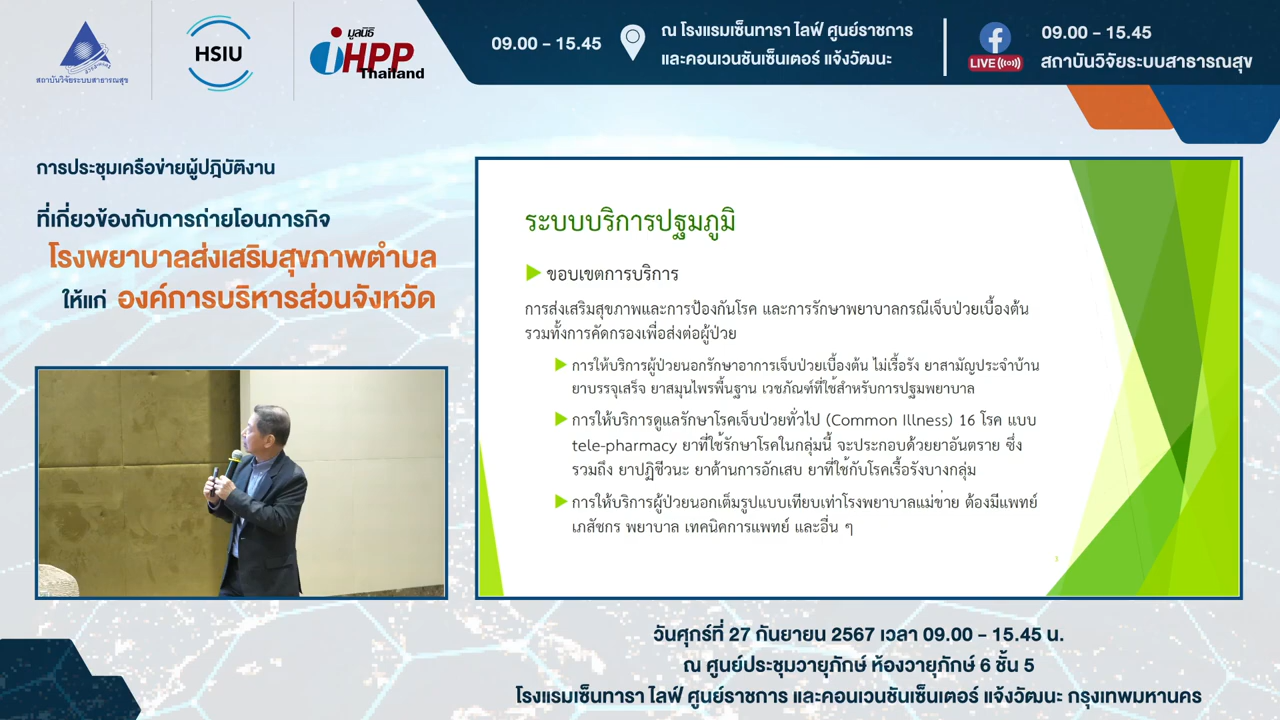 สถาบันวิจัยระบบสาธารณสุข
HSIU
มูลนิธิ
iHPP
Thailand
09.00 - 15.45
ณ โรงแรมเซ็นทารา ไลฟ์ ศูนย์ราชการ
และคอนเวนชันเซ็นเตอร์ แจ้งวัฒนะ
LIVE
09.00 - 15.45
สถาบันวิจัยระบบสาธารณสุข
การประชุมเครือข่ายผู้ปฏิบัติงาน
ที่เกี่ยวข้องกับการถ่ายโอนภารกิจ
โรงพยาบาลส่งเสริมสุขภาพตำบล
ให้แก่ องค์การบริหารส่วนจังหวัด
ระบบบริการปฐมภูมิ
ขอบเขตการบริการ
การส่งเสริมสุขภาพและการป้องกันโรค และการรักษาพยาบาลกรณีเจ็บป่วยเบื้องต้น
รวมทั้งการคัดกรองเพื่อส่งต่อผู้ป่วย
การให้บริการผู้ป่วยนอกรักษาอาการเจ็บป่วยเบื้องต้น ไม่เรื้อรัง ยาสามัญประจำบ้าน
ยาบรรจุเสร็จ ยาสมุนไพรพื้นฐาน เวชภัณฑ์ที่ใช้สำหรับการปฐมพยาบาล
การให้บริการดูแลรักษาโรคเจ็บป่วยทั่วไป (Common Illness) 16 โรค แบบ
tele-pharmacy ยาที่ใช้รักษาโรคในกลุ่มนี้ จะประกอบด้วยยาอันตราย ซึ่ง
รวมถึง ยาปฏิชีวนะ ยาต้านการอักเสบ ยาที่ใช้กับโรคเรื้อรังบางกลุ่ม
การให้บริการผู้ป่วยนอกเต็มรูปแบบเทียบเท่าโรงพยาบาลแม่ข่าย ต้องมีแพทย์
เภสัชกร พยาบาล เทคนิคการแพทย์ และอื่น ๆ
วันศุกร์ที่ 27 กันยายน 2567 เวลา 09.00 - 15.45 น.
ณ ศูนย์ประชุมวายุภักษ์ ห้องวายุภักษ์ 6 ชั้น 5
โรงแรมเซ็นทารา ไลฟ์ ศูนย์ราชการ และคอนเวนชันเซ็นเตอร์ แจ้งวัฒนะ กรุงเทพมหานคร